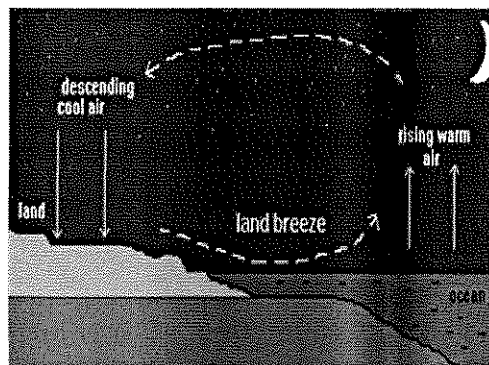 descending
cool air
rising warm
air
land
land breeze
ocean